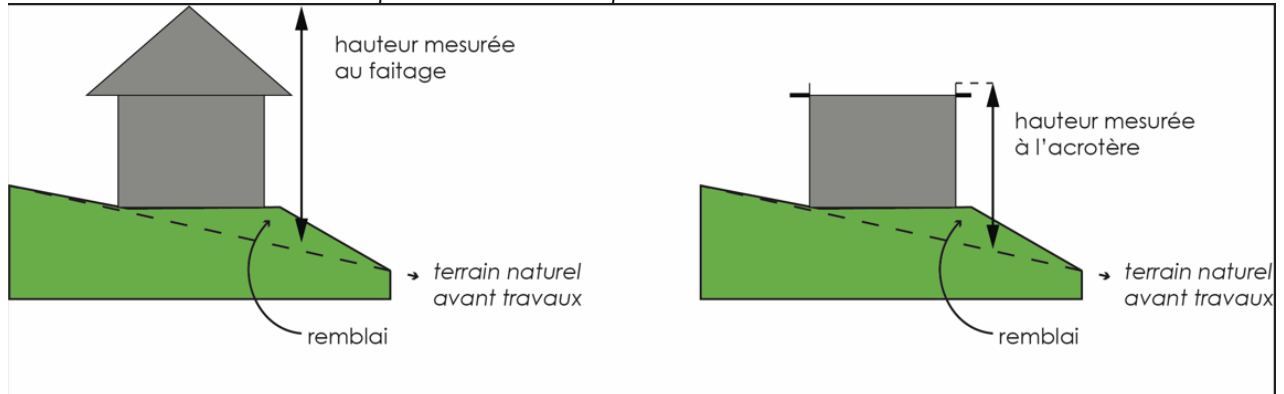 hauteur mesurée
au faitage
terrain naturel
avant travaux
remblai
hauteur mesurée
à l'acrotère
terrain naturel
avant travaux
remblai